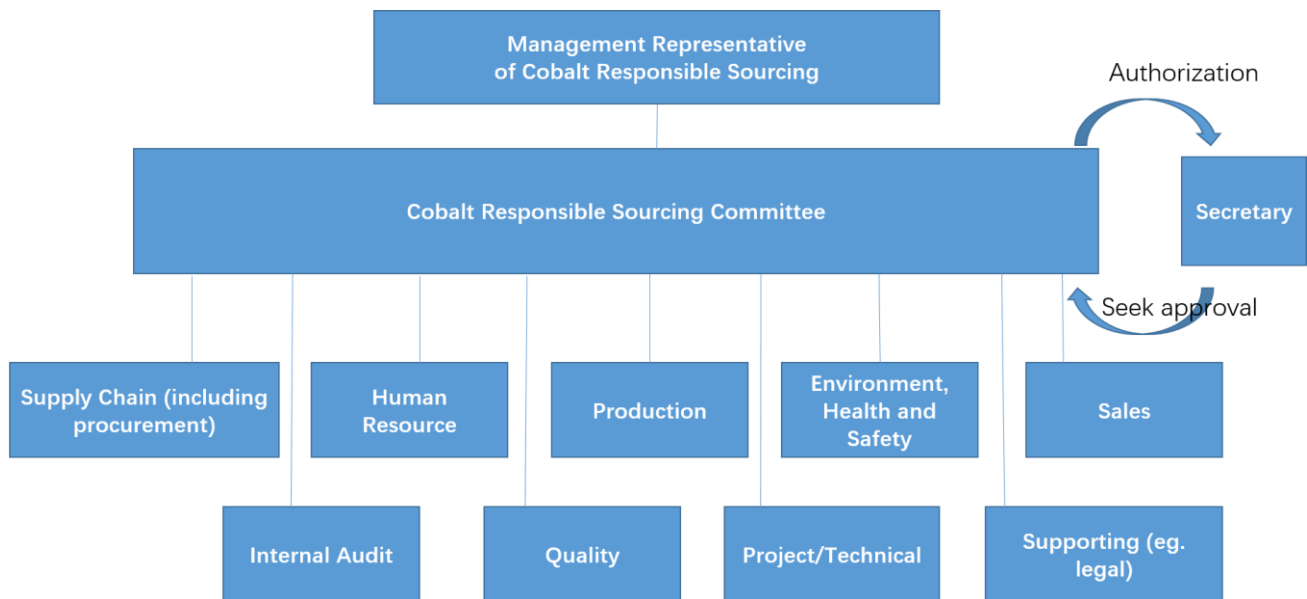 Management Representative
of Cobalt Responsible Sourcing
Authorization
Cobalt Responsible Sourcing Committee
Secretary
Seek approval
Supply Chain (including
procurement)
Human
Resource
Production
Environment,
Health and
Safety
Sales
Internal Audit
Quality
Project/Technical
Supporting (eg.
legal)